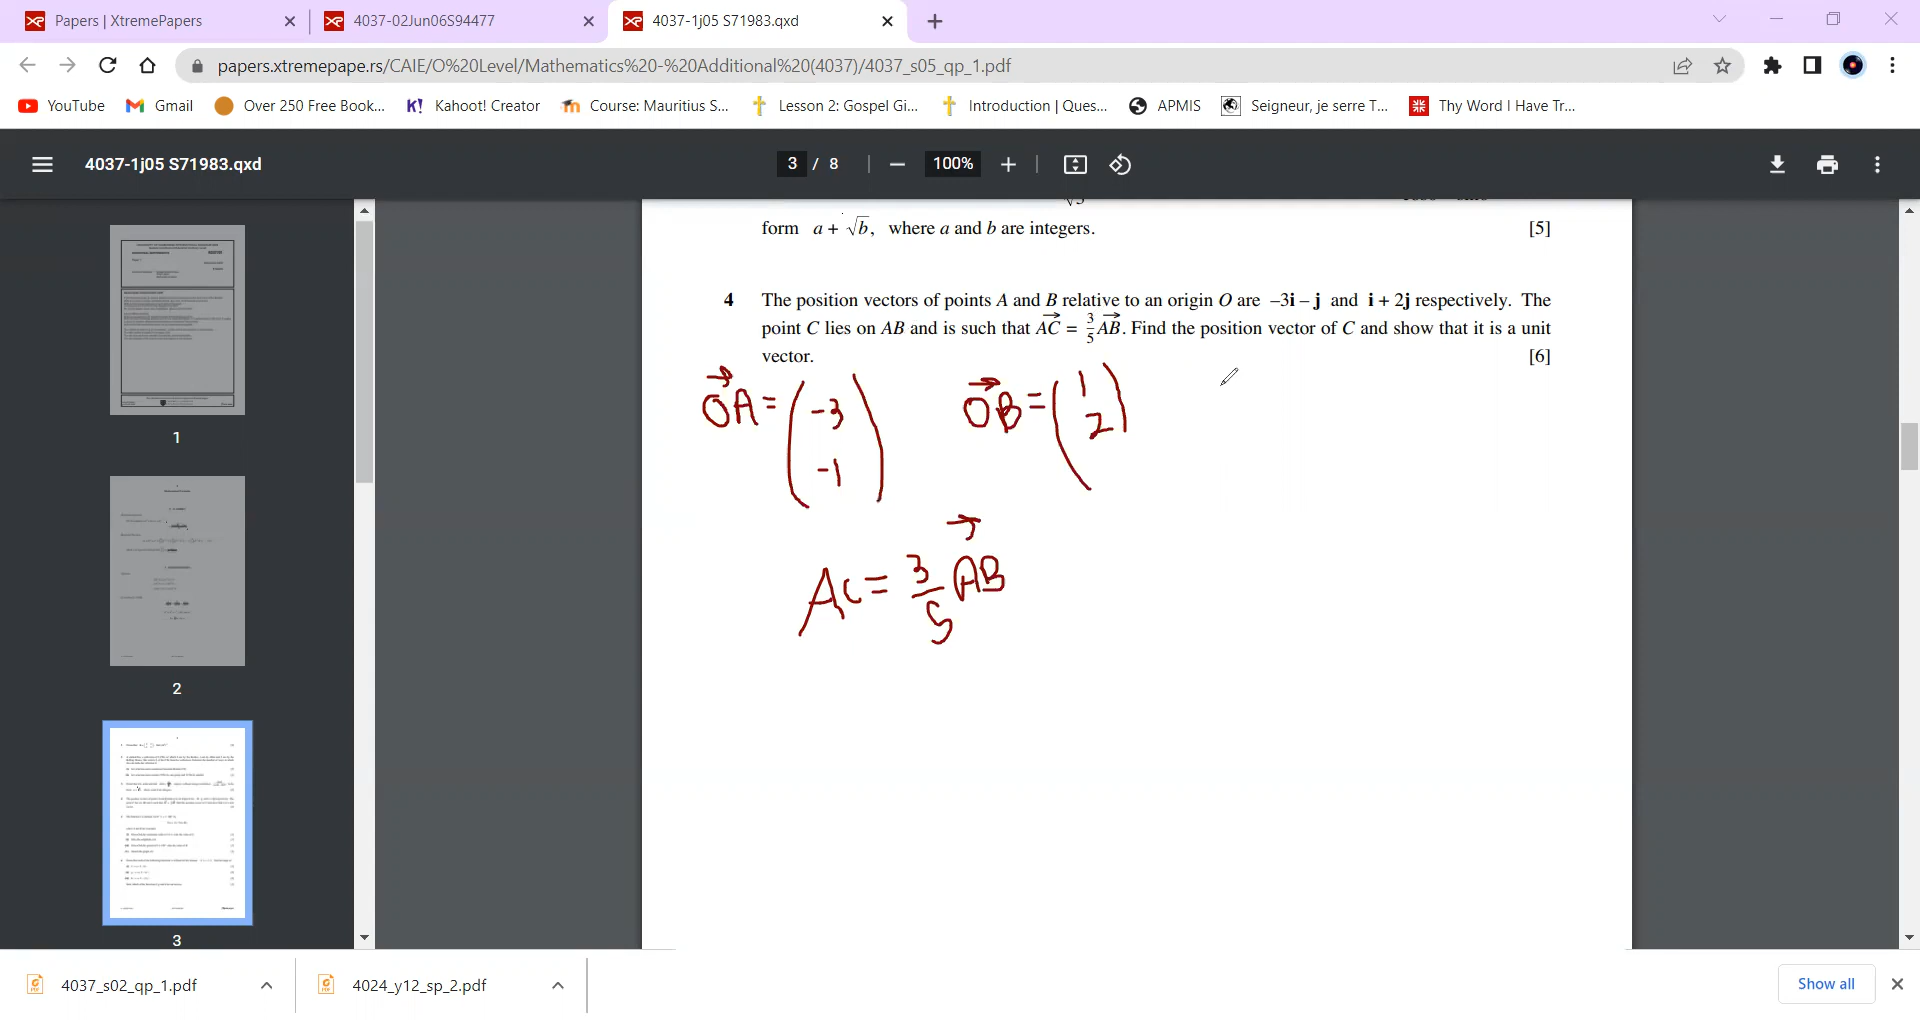 Papers | XtremePapers
4037-02Jun06S94477
4037-1j05 S71983.qxd
papers.xtremepape.rs/CAIE/O%20Level/Mathematics%20-%20Additional%20(4037)/4037_s05_qp_1.pdf
YouTube Gmail Over 250 Free Book... K! Kahoot! Creator Course: Mauritius S... Lesson 2: Gospel Gi... Introduction | Ques... APMIS Seigneur, je serre T... Thy Word I Have Tr...
4037-1j05 S71983.qxd 3 / 8 100%
form a + √b, where a and b are integers. [5]
4 The position vectors of points A and B relative to an origin O are –3i – j and i + 2j respectively. The
point C lies on AB and is such that AC→ = 3/5 AB→. Find the position vector of C and show that it is a unit
vector. [6]
OA→ = (-3 -1) OB→ = (1 2)
AC = 3/5 AB→
1
2
3
4037_s02_qp_1.pdf 4024_y12_sp_2.pdf Show all